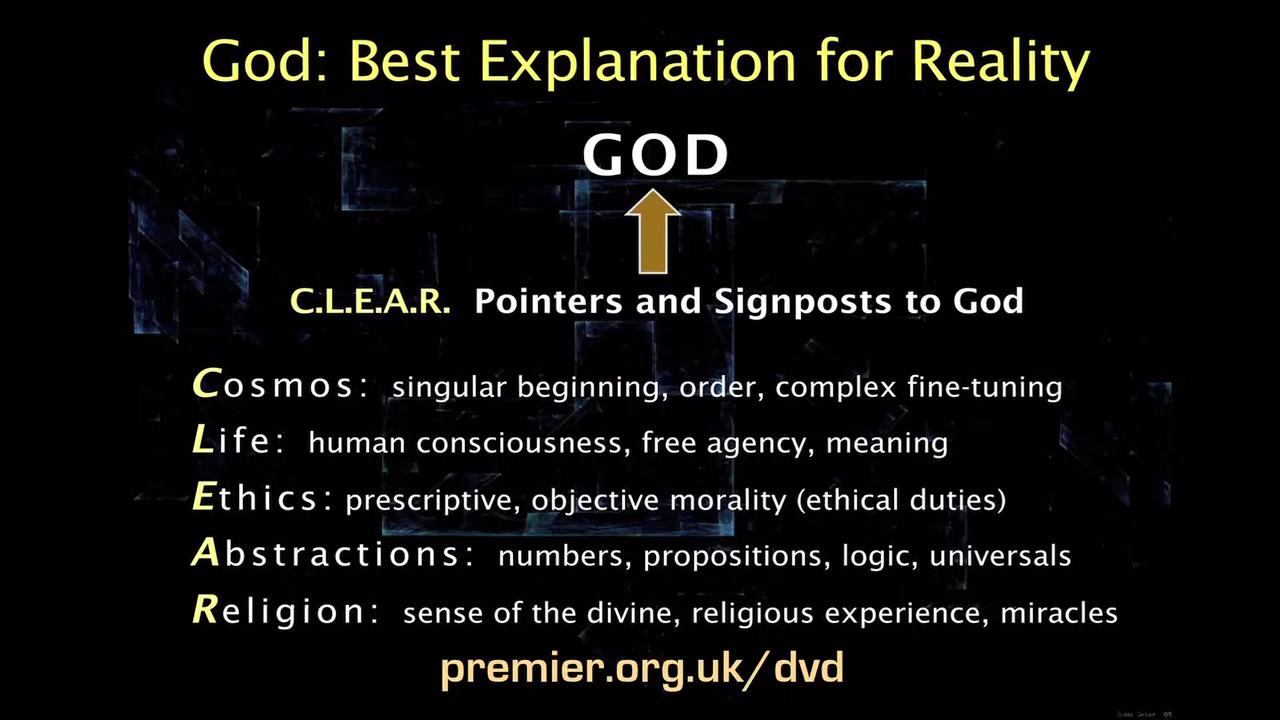 God: Best Explanation for Reality
GOD
C.L.E.A.R. Pointers and Signposts to God
Cosmos: singular beginning, order, complex fine-tuning
Life: human consciousness, free agency, meaning
Ethics: prescriptive, objective morality (ethical duties)
Abstractions: numbers, propositions, logic, universals
Religion: sense of the divine, religious experience, miracles
premier.org.uk/dvd